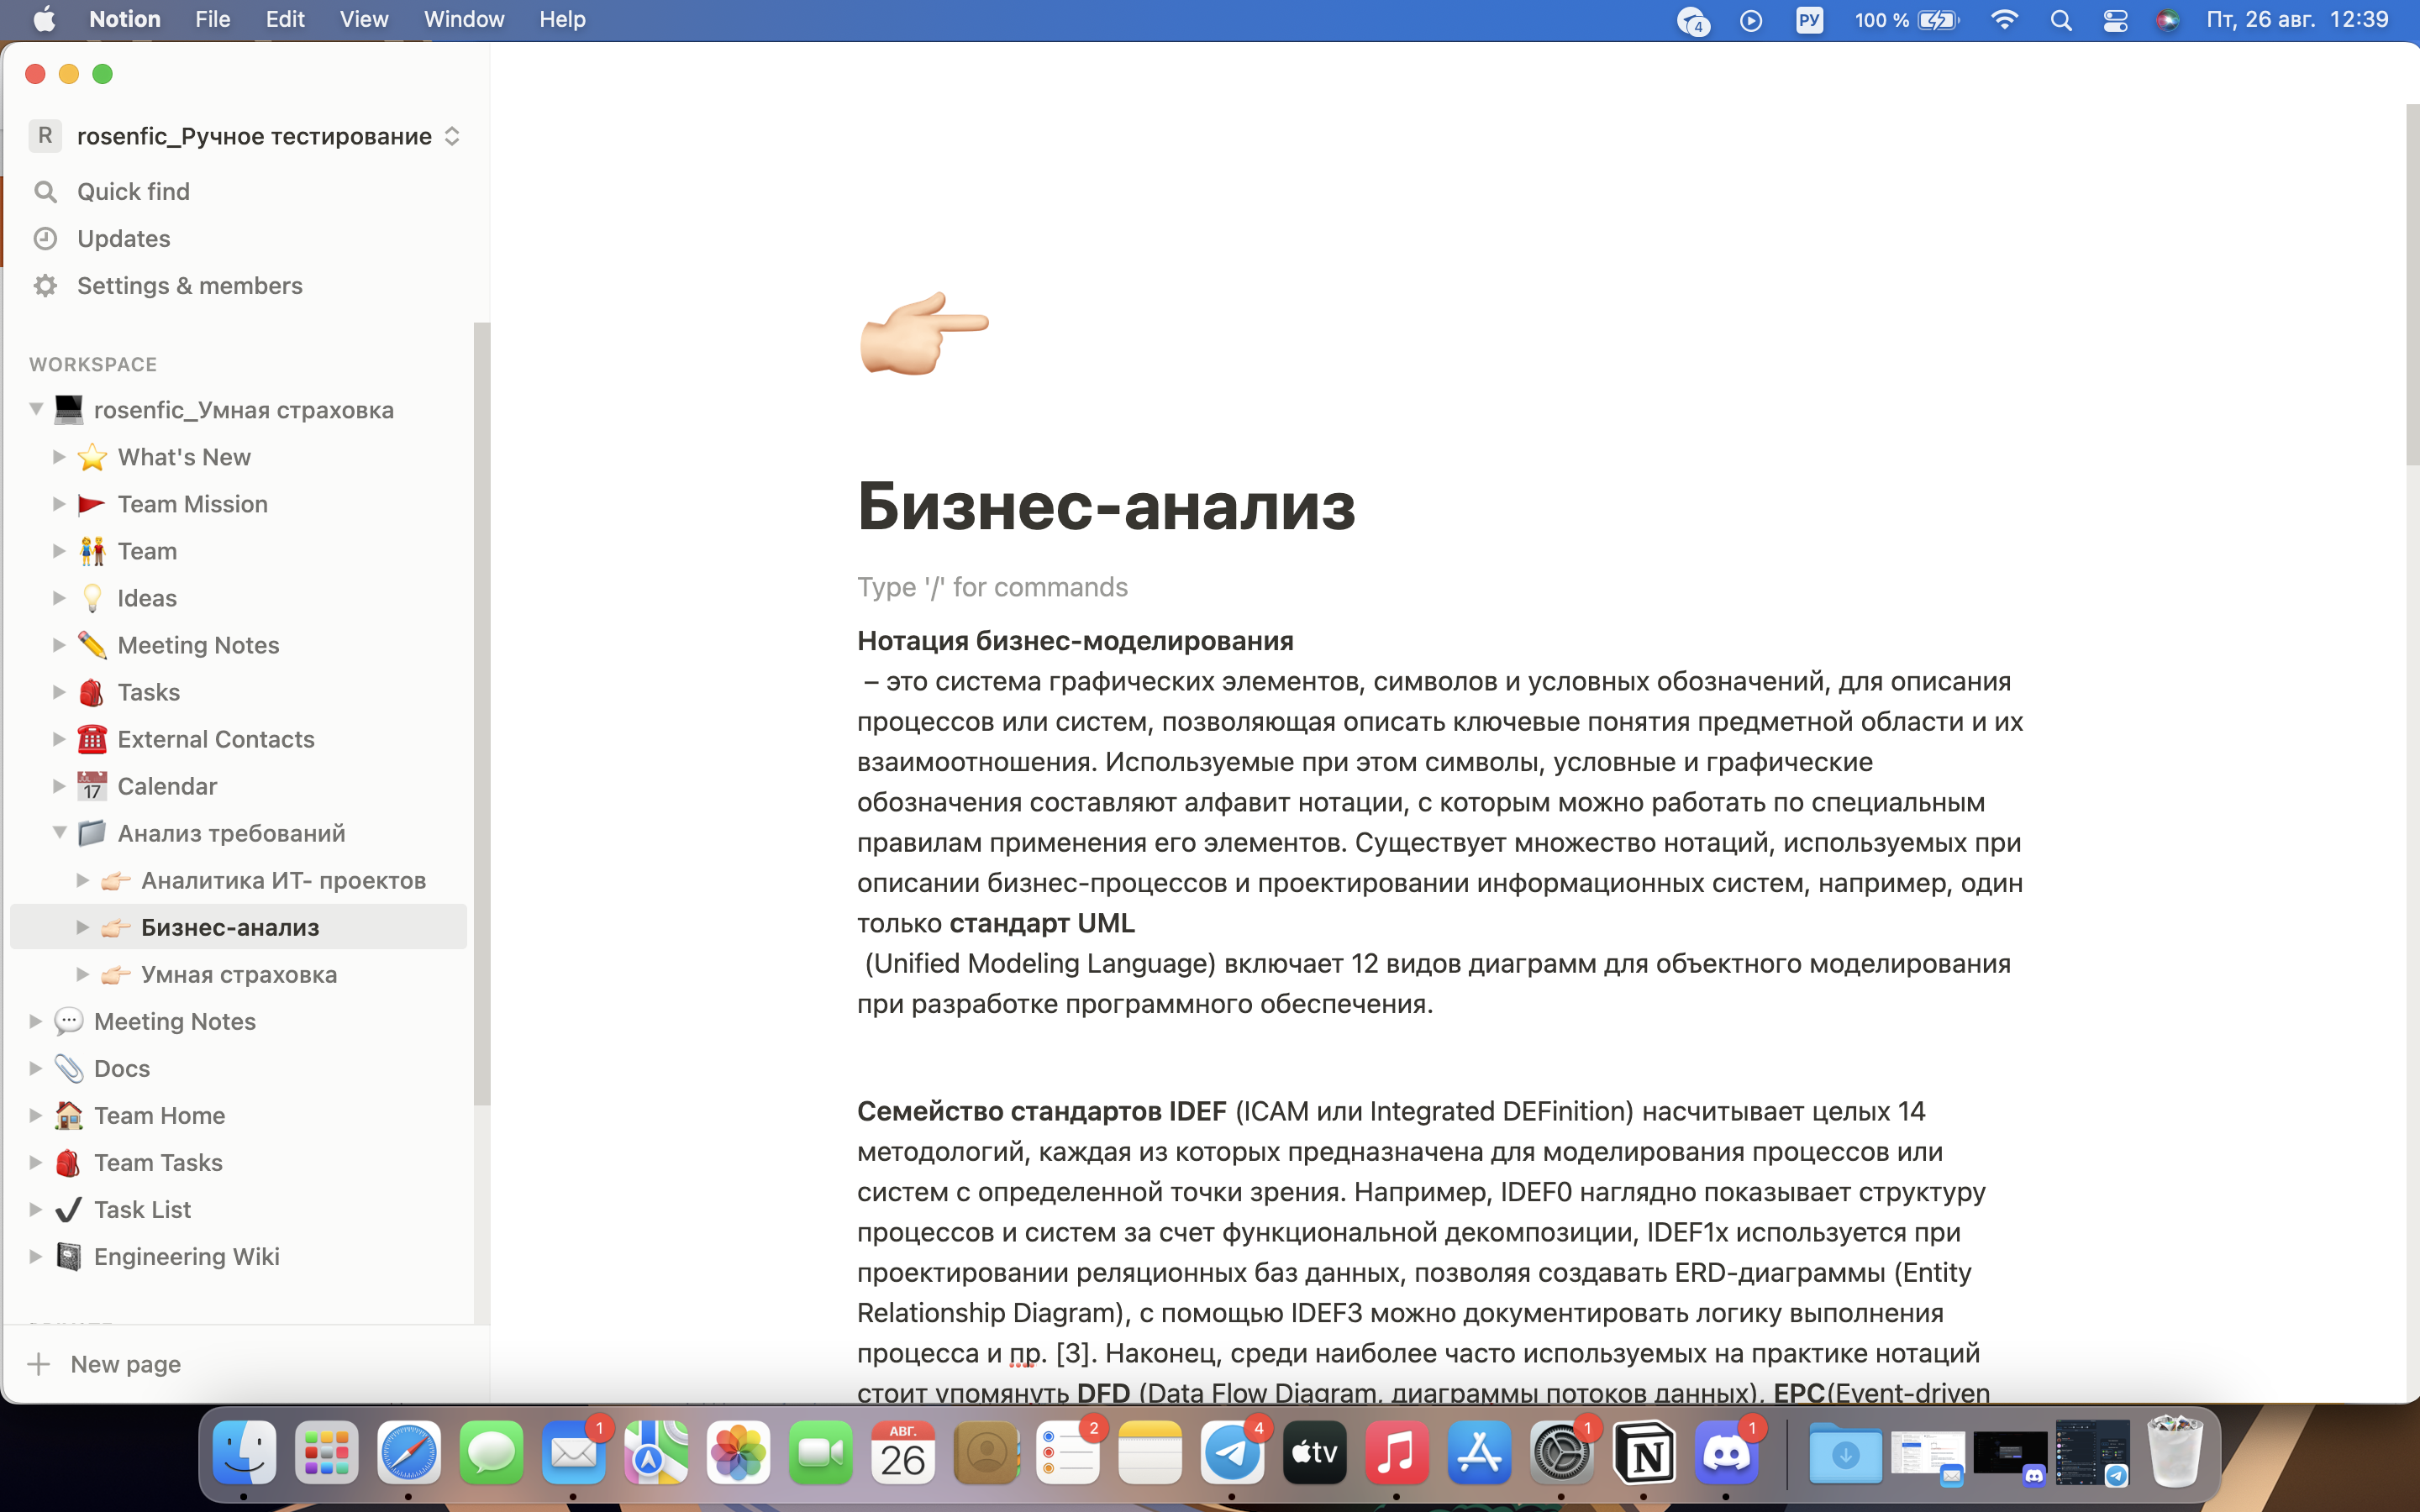 Notion File Edit View Window Help
4 РУ 100 % Пт, 26 авг. 12:39
R rosenfic_Ручное тестирование
Quick find
Updates
Settings & members
WORKSPACE
rosenfic_Умная страховка
What's New
Team Mission
Team
Ideas
Meeting Notes
Tasks
External Contacts
17 Calendar
Анализ требований
Аналитика ИТ- проектов
Бизнес-анализ
Умная страховка
Meeting Notes
Docs
Team Home
Team Tasks
Task List
Engineering Wiki
New page
Бизнес-анализ
Type '/' for commands
Нотация бизнес-моделирования
– это система графических элементов, символов и условных обозначений, для описания
процессов или систем, позволяющая описать ключевые понятия предметной области и их
взаимоотношения. Используемые при этом символы, условные и графические
обозначения составляют алфавит нотации, с которым можно работать по специальным
правилам применения его элементов. Существует множество нотаций, используемых при
описании бизнес-процессов и проектировании информационных систем, например, один
только стандарт UML
(Unified Modeling Language) включает 12 видов диаграмм для объектного моделирования
при разработке программного обеспечения.
Семейство стандартов IDEF (ICAM или Integrated DEFinition) насчитывает целых 14
методологий, каждая из которых предназначена для моделирования процессов или
систем с определенной точки зрения. Например, IDEF0 наглядно показывает структуру
процессов и систем за счет функциональной декомпозиции, IDEF1x используется при
проектировании реляционных баз данных, позволяя создавать ERD-диаграммы (Entity
Relationship Diagram), с помощью IDEF3 можно документировать логику выполнения
процесса и пр. [3]. Наконец, среди наиболее часто используемых на практике нотаций
стоит упомянуть DFD (Data Flow Diagram, диаграммы потоков данных), EPC(Event-driven
1 АВГ. 26 2 4 tv 1 N 1